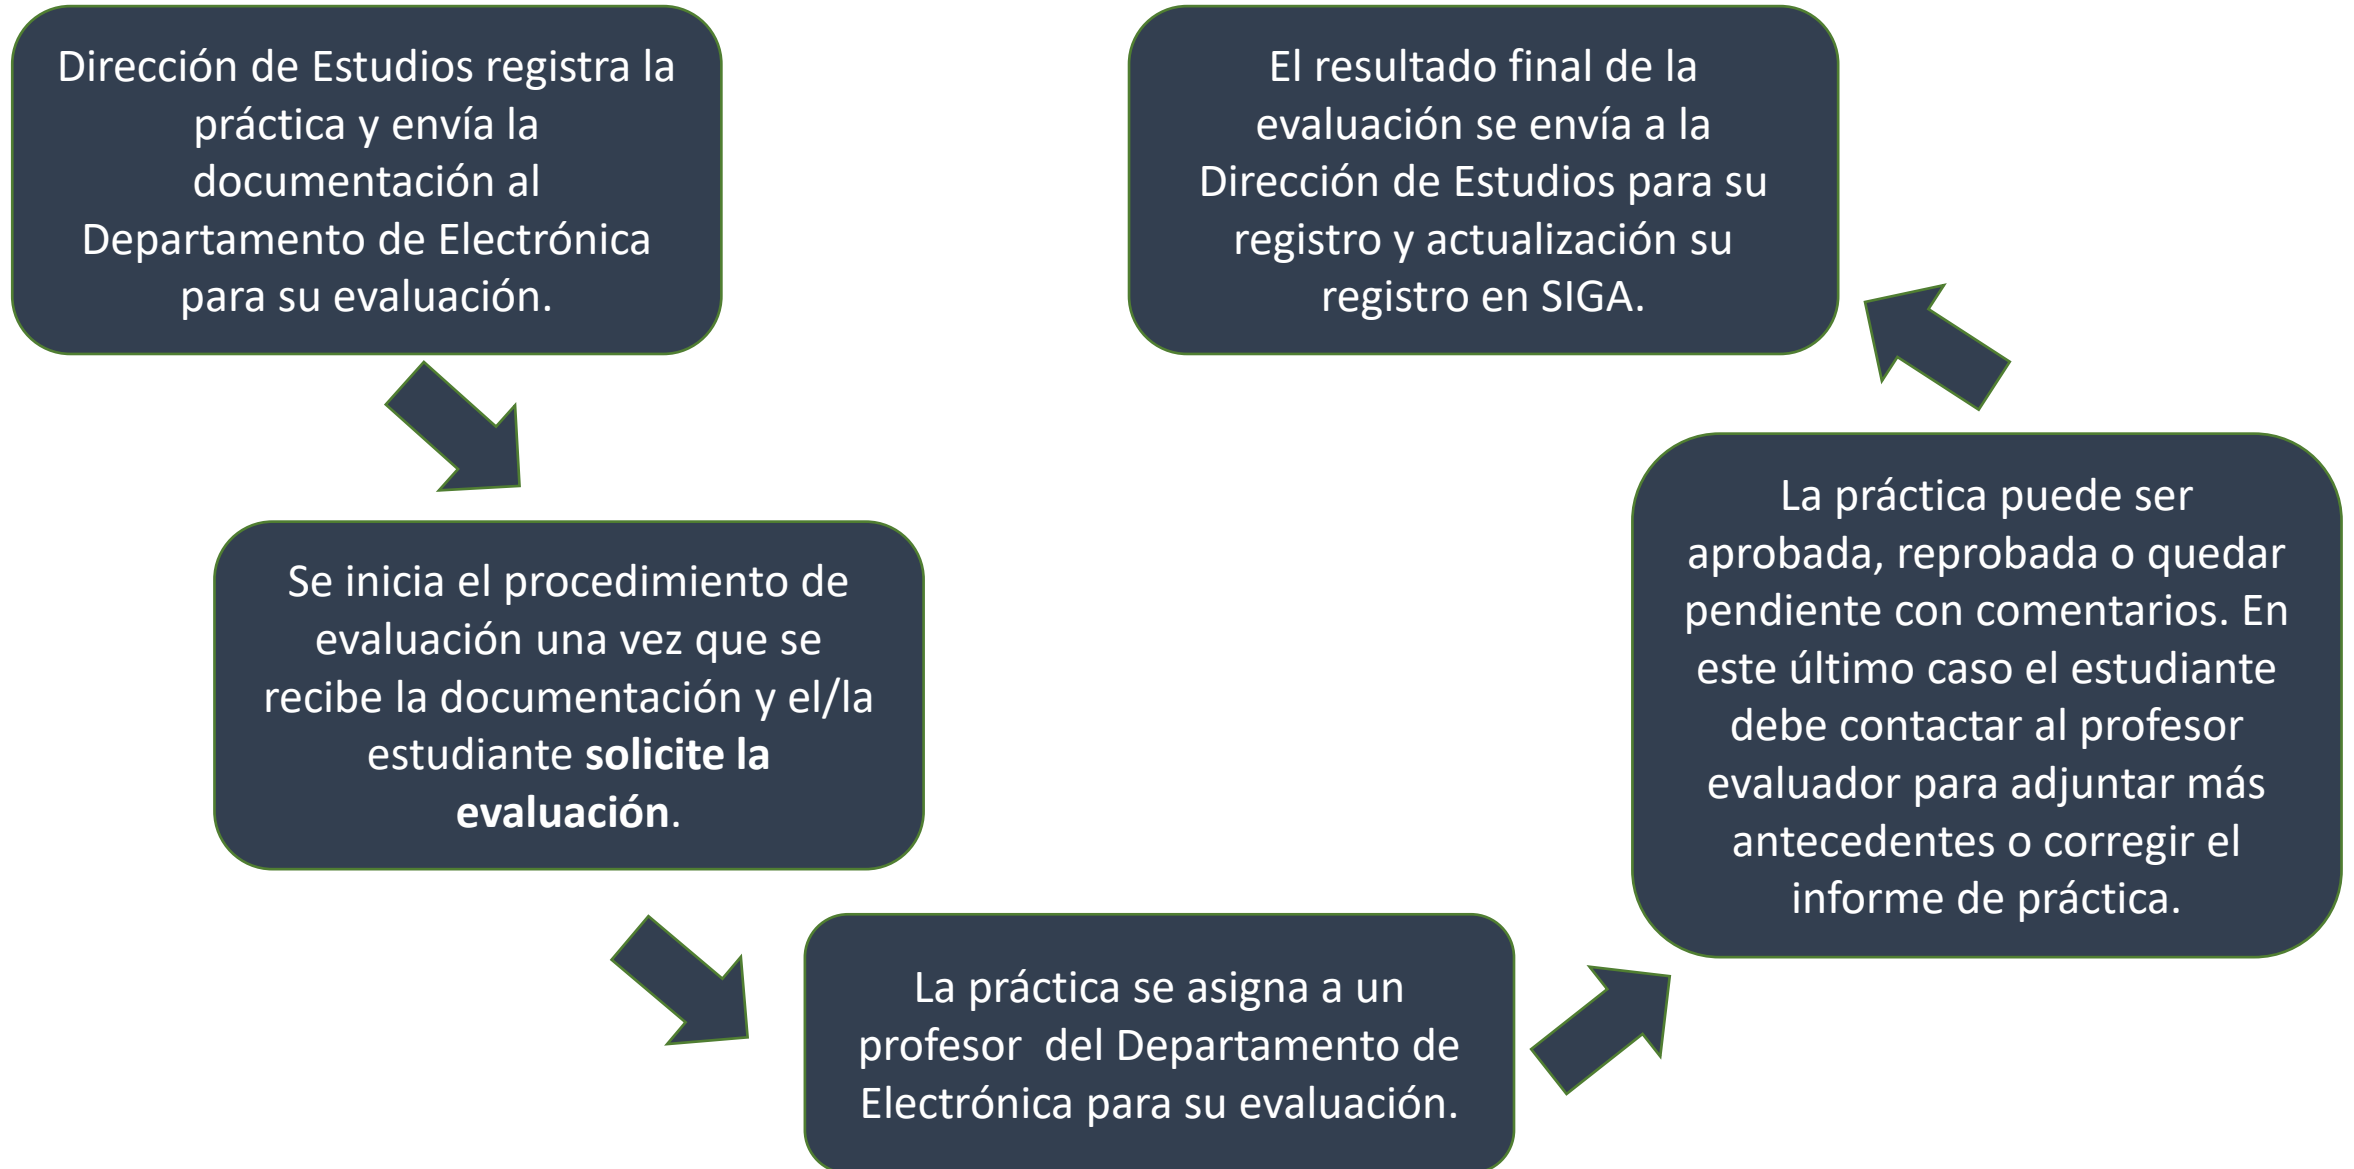 Dirección de Estudios registra la
práctica y envía la
documentación al
Departamento de Electrónica
para su evaluación.
Se inicia el procedimiento de
evaluación una vez que se
recibe la documentación y el/la
estudiante solicite la
evaluación.
La práctica se asigna a un
profesor  del Departamento de
Electrónica para su evaluación.
La práctica puede ser
aprobada, reprobada o quedar
pendiente con comentarios. En
este último caso el estudiante
debe contactar al profesor
evaluador para adjuntar más
antecedentes o corregir el
informe de práctica.
El resultado final de la
evaluación se envía a la
Dirección de Estudios para su
registro y actualización su
registro en SIGA.